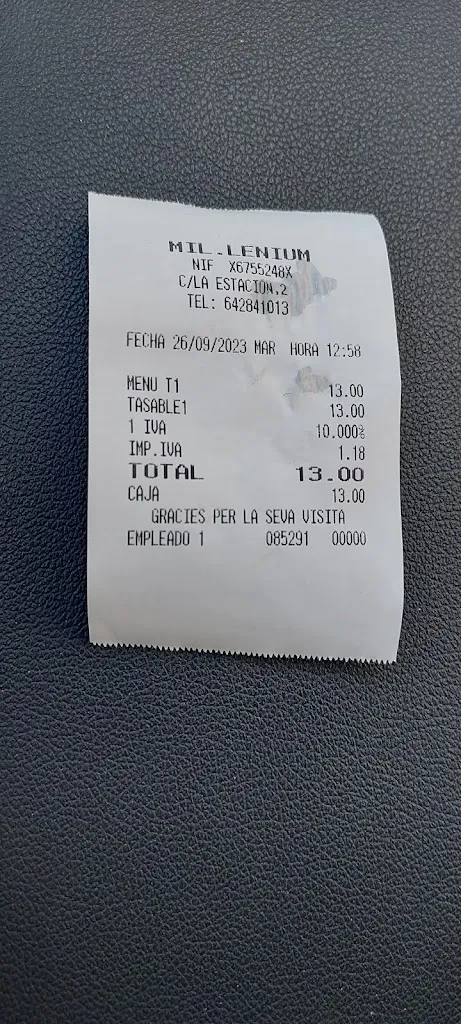 MIL.LENIUM
NIF X6755248X
C/LA ESTACION,2
TEL: 642841013
FECHA 26/09/2023 MAR HORA 12:58
MENU T1 13.00
TASABLE1 13.00
1 IVA 10.000%
IMP.IVA 1.18
TOTAL 13.00
CAJA 13.00
GRACIES PER LA SEVA VISITA
EMPLEADO 1 085291 00000